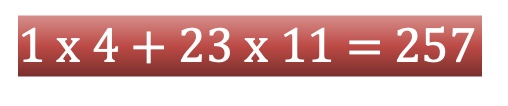 1 x 4 + 23 x 11 = 257